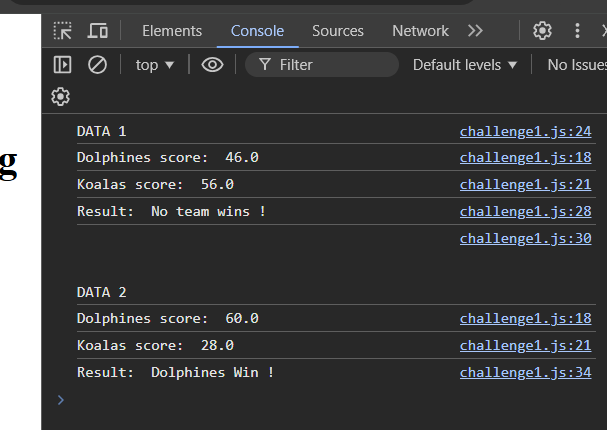 Elements Console Sources Network
top Filter Default levels No Issues
g
DATA 1 challenge1.js:24
Dolphines score:  46.0 challenge1.js:18
Koalas score:  56.0 challenge1.js:21
Result:  No team wins ! challenge1.js:28
challenge1.js:30
DATA 2
Dolphines score:  60.0 challenge1.js:18
Koalas score:  28.0 challenge1.js:21
Result:  Dolphines Win ! challenge1.js:34